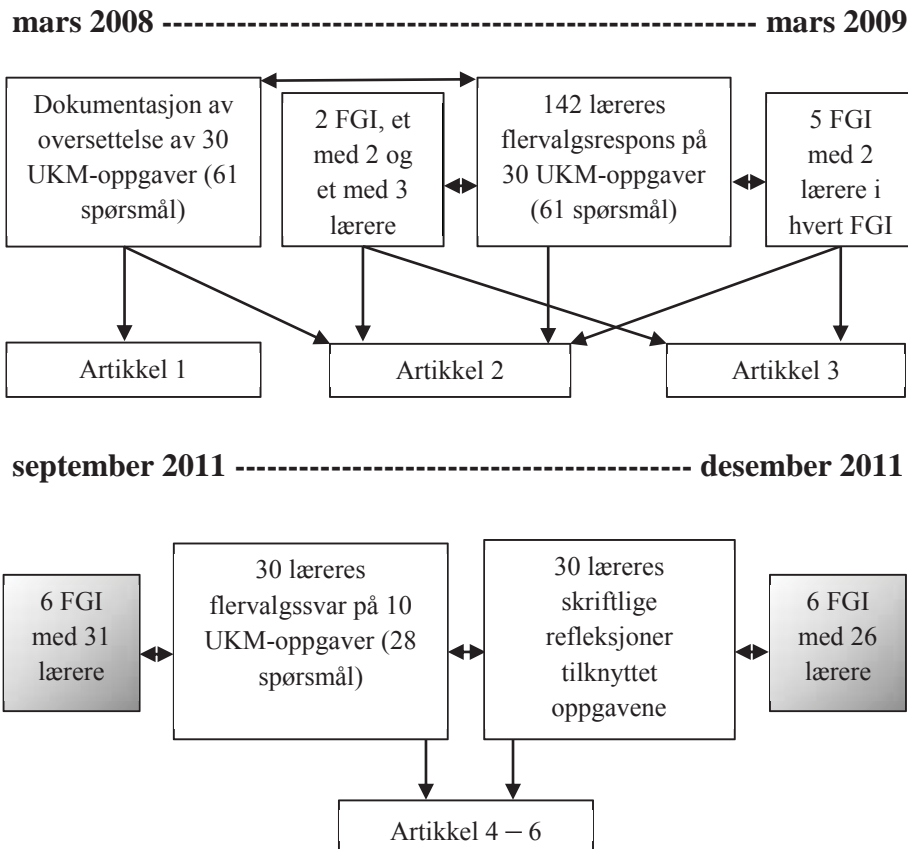 mars 2008 ------------------------------------------ mars 2009
Dokumentasjon av
oversettelse av 30
UKM-oppgaver (61
spørsmål)
2 FGI, et
med 2 og
et med 3
lærere
142 læreres
flervalgsrespons på
30 UKM-oppgaver
(61 spørsmål)
5 FGI
med 2
lærere i
hvert FGI
Artikkel 1
Artikkel 2
Artikkel 3
september 2011 ------------------------------------ desember 2011
6 FGI
med 31
lærere
30 læreres
flervalgssvar på 10
UKM-oppgaver (28
spørsmål)
30 læreres
skriftlige
refleksjoner
tilknyttet
oppgavene
6 FGI
med 26
lærere
Artikkel 4 – 6